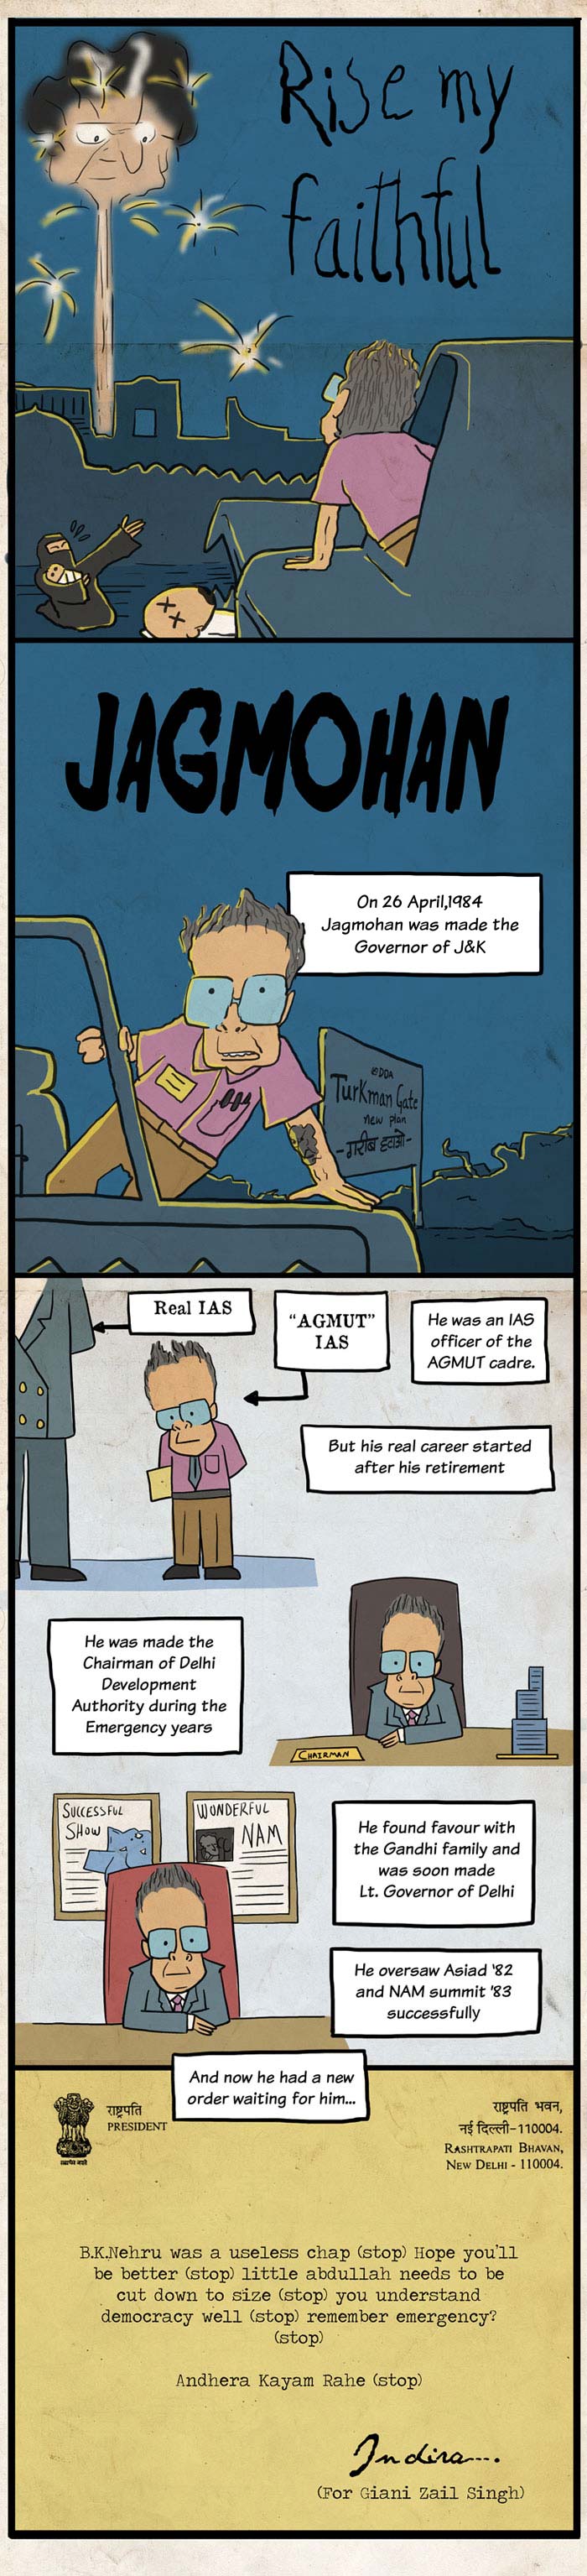 Rise my
faithful
JAGMOHAN
On 26 April,1984
Jagmohan was made the
Governor of J&K
©DDA
Turkman Gate
new plan
-गरीब हटाओ-
Real IAS
"AGMUT"
IAS
He was an IAS
officer of the
AGMUT cadre.
But his real career started
after his retirement
He was made the
Chairman of Delhi
Development
Authority during the
Emergency years
CHAIRMAN
SUCCESSFUL
SHOW
WONDERFUL
NAM
He found favour with
the Gandhi family and
was soon made
Lt. Governor of Delhi
He oversaw Asiad '82
and NAM summit '83
successfully
And now he had a new
order waiting for him...
राष्ट्रपति
PRESIDENT
सत्यमेव जयते
राष्ट्रपति भवन,
नई दिल्ली-110004.
RASHTRAPATI BHAVAN,
NEW DELHI - 110004.
B.K.Nehru was a useless chap (stop) Hope you'll
be better (stop) little abdullah needs to be
cut down to size (stop) you understand
democracy well (stop) remember emergency?
(stop)
Andhera Kayam Rahe (stop)
Indira....
(For Giani Zail Singh)